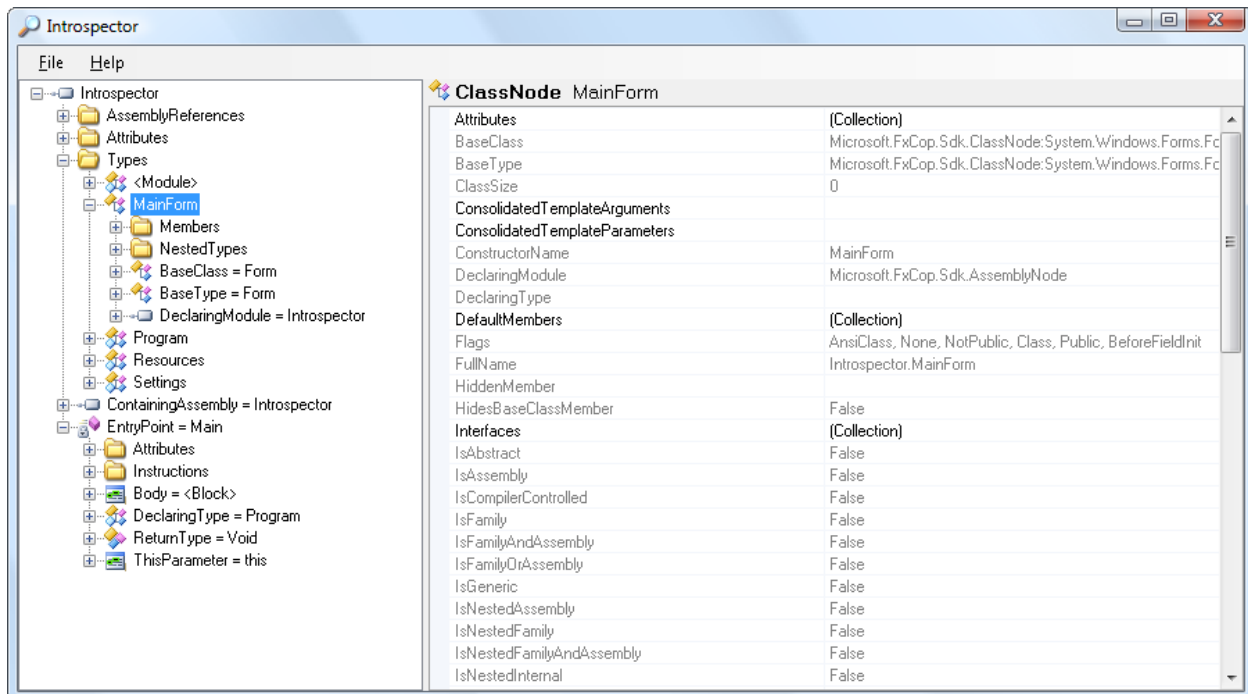 Introspector
File Help
Introspector
AssemblyReferences
Attributes
Types
<Module>
MainForm
Members
NestedTypes
BaseClass = Form
BaseType = Form
DeclaringModule = Introspector
Program
Resources
Settings
ContainingAssembly = Introspector
EntryPoint = Main
Attributes
Instructions
Body = <Block>
DeclaringType = Program
ReturnType = Void
ThisParameter = this
ClassNode MainForm
Attributes (Collection)
BaseClass Microsoft.FxCop.Sdk.ClassNode:System.Windows.Forms.Fc
BaseType Microsoft.FxCop.Sdk.ClassNode:System.Windows.Forms.Fc
ClassSize 0
ConsolidatedTemplateArguments
ConsolidatedTemplateParameters
ConstructorName MainForm
DeclaringModule Microsoft.FxCop.Sdk.AssemblyNode
DeclaringType
DefaultMembers (Collection)
Flags AnsiClass, None, NotPublic, Class, Public, BeforeFieldInit
FullName Introspector.MainForm
HiddenMember
HidesBaseClassMember False
Interfaces (Collection)
IsAbstract False
IsAssembly False
IsCompilerControlled False
IsFamily False
IsFamilyAndAssembly False
IsFamilyOrAssembly False
IsGeneric False
IsNestedAssembly False
IsNestedFamily False
IsNestedFamilyAndAssembly False
IsNestedInternal False